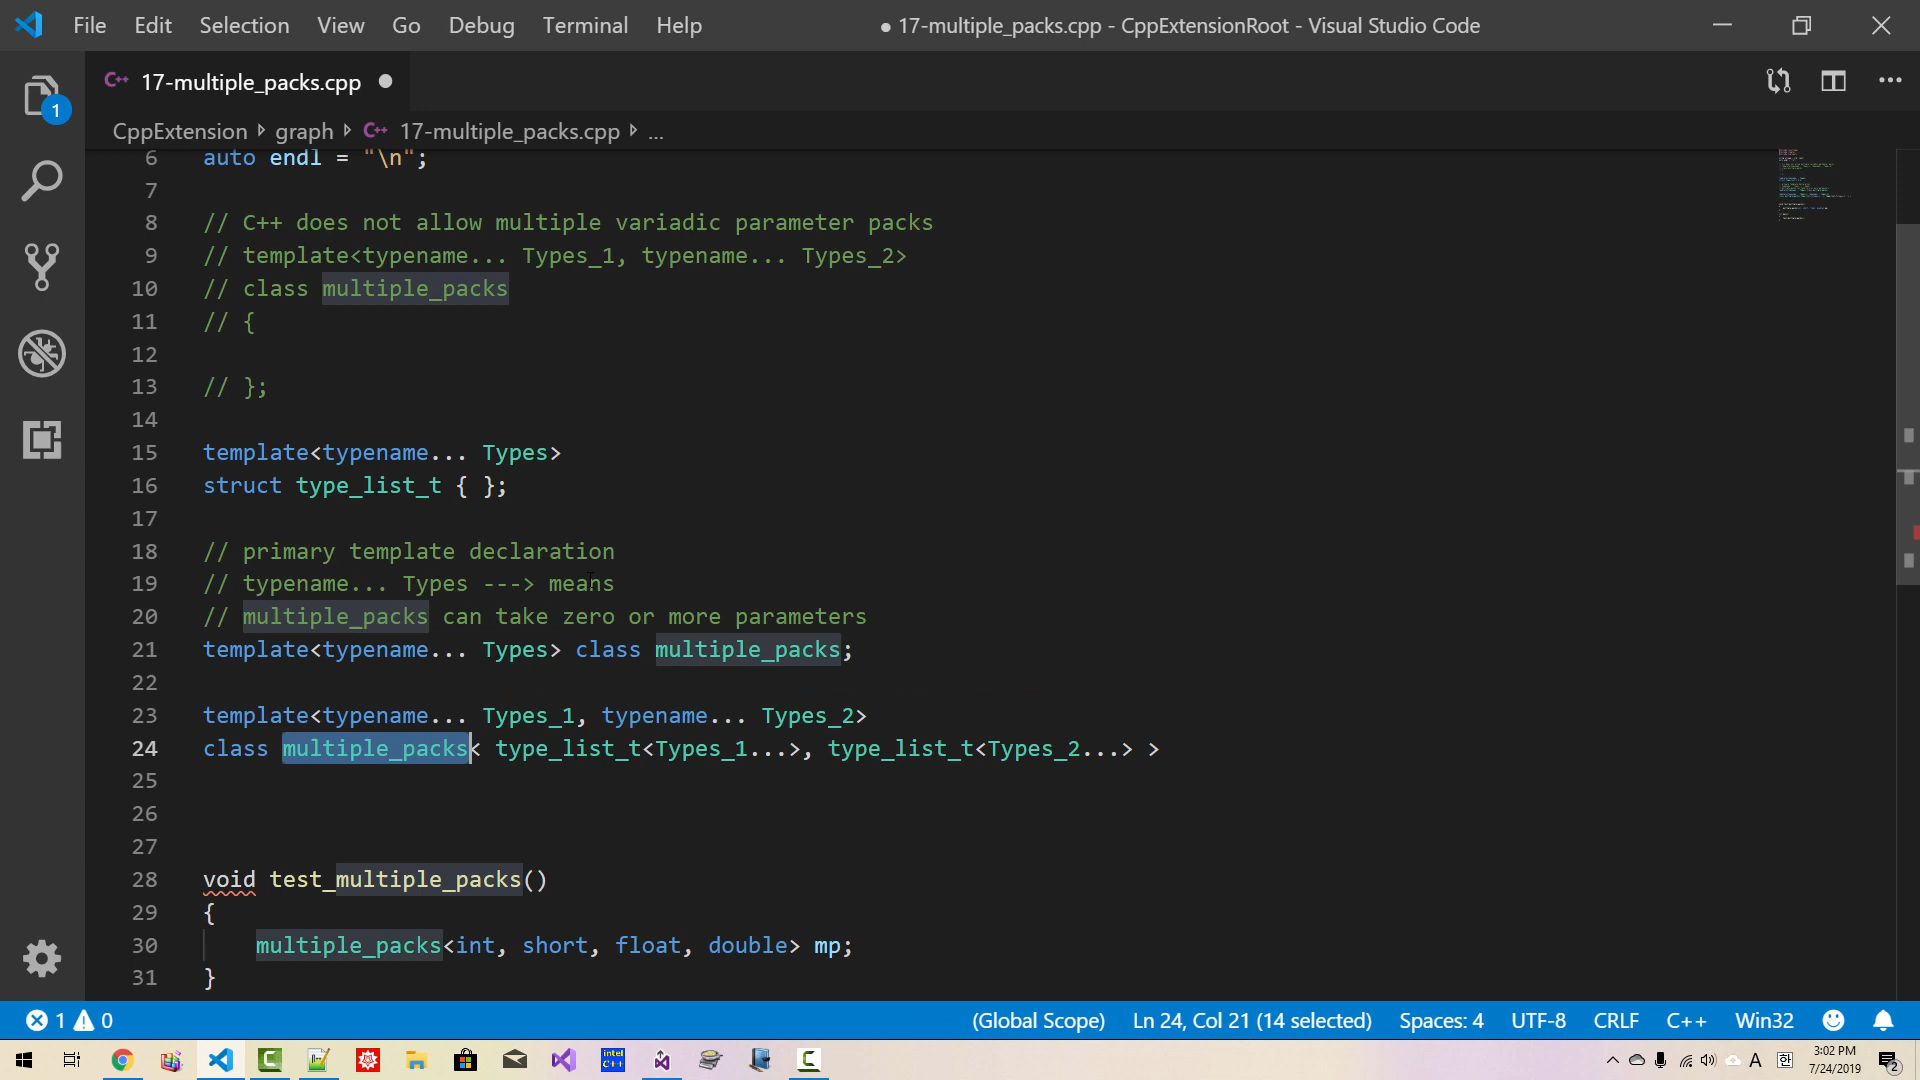 File Edit Selection View Go Debug Terminal Help ● 17-multiple_packs.cpp - CppExtensionRoot - Visual Studio Code
1
C++ 17-multiple_packs.cpp
CppExtension graph C++ 17-multiple_packs.cpp ...
6 auto endl = "\n";
7
8 // C++ does not allow multiple variadic parameter packs
9 // template<typename... Types_1, typename... Types_2>
10 // class multiple_packs
11 // {
12
13 // };
14
15 template<typename... Types>
16 struct type_list_t { };
17
18 // primary template declaration
19 // typename... Types ---> means
20 // multiple_packs can take zero or more parameters
21 template<typename... Types> class multiple_packs;
22
23 template<typename... Types_1, typename... Types_2>
24 class multiple_packs< type_list_t<Types_1...>, type_list_t<Types_2...> >
25
26
27
28 void test_multiple_packs()
29 {
30 multiple_packs<int, short, float, double> mp;
31 }
1 0 (Global Scope) Ln 24, Col 21 (14 selected) Spaces: 4 UTF-8 CRLF C++ Win32
intel C++ A 한 3:02 PM
7/24/2019 2